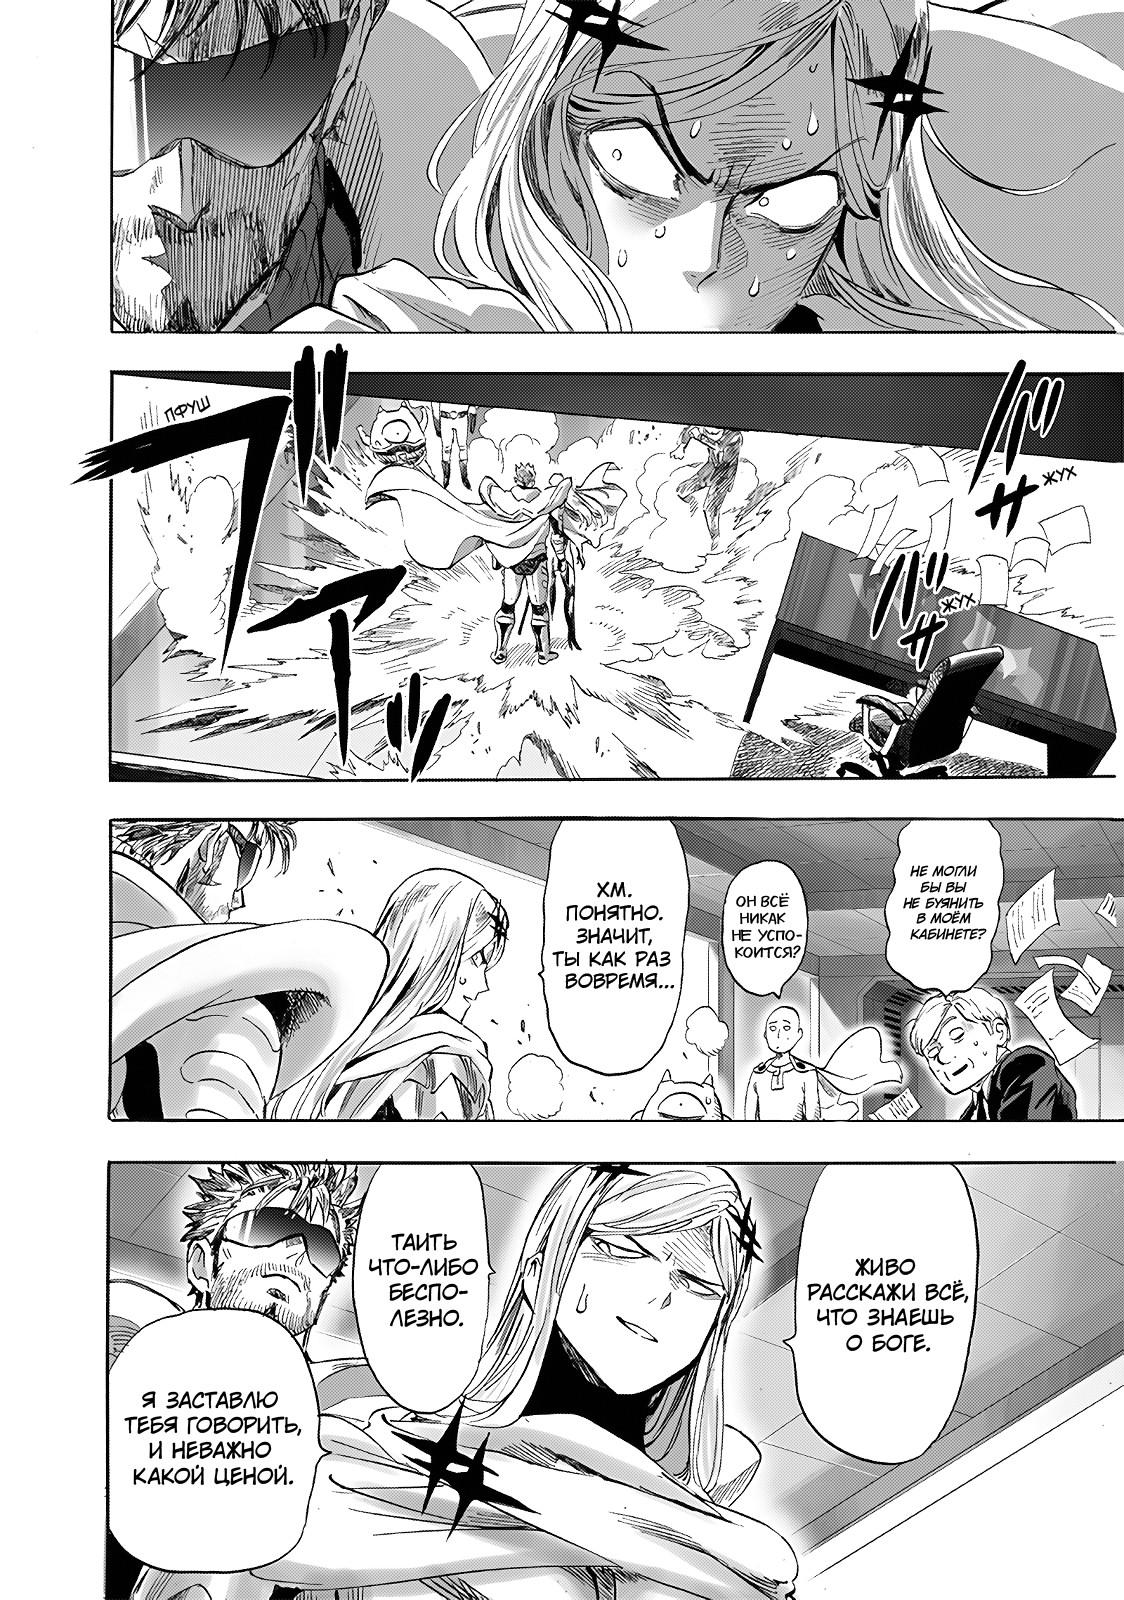 ПФУШ
ЖУХ
ЖУХ
НЕ МОГЛИ
БЫ ВЫ
НЕ БУЯНИТЬ
В МОЁМ
КАБИНЕТЕ?
ОН ВСЁ
НИКАК
НЕ УСПО-
КОИТСЯ?
ХМ.
ПОНЯТНО.
ЗНАЧИТ,
ТЫ КАК РАЗ
ВОВРЕМЯ...
ЖИВО
РАССКАЖИ ВСЁ,
ЧТО ЗНАЕШЬ
О БОГЕ.
ТАИТЬ
ЧТО-ЛИБО
БЕСПО-
ЛЕЗНО.
Я ЗАСТАВЛЮ
ТЕБЯ ГОВОРИТЬ,
И НЕВАЖНО
КАКОЙ ЦЕНОЙ.